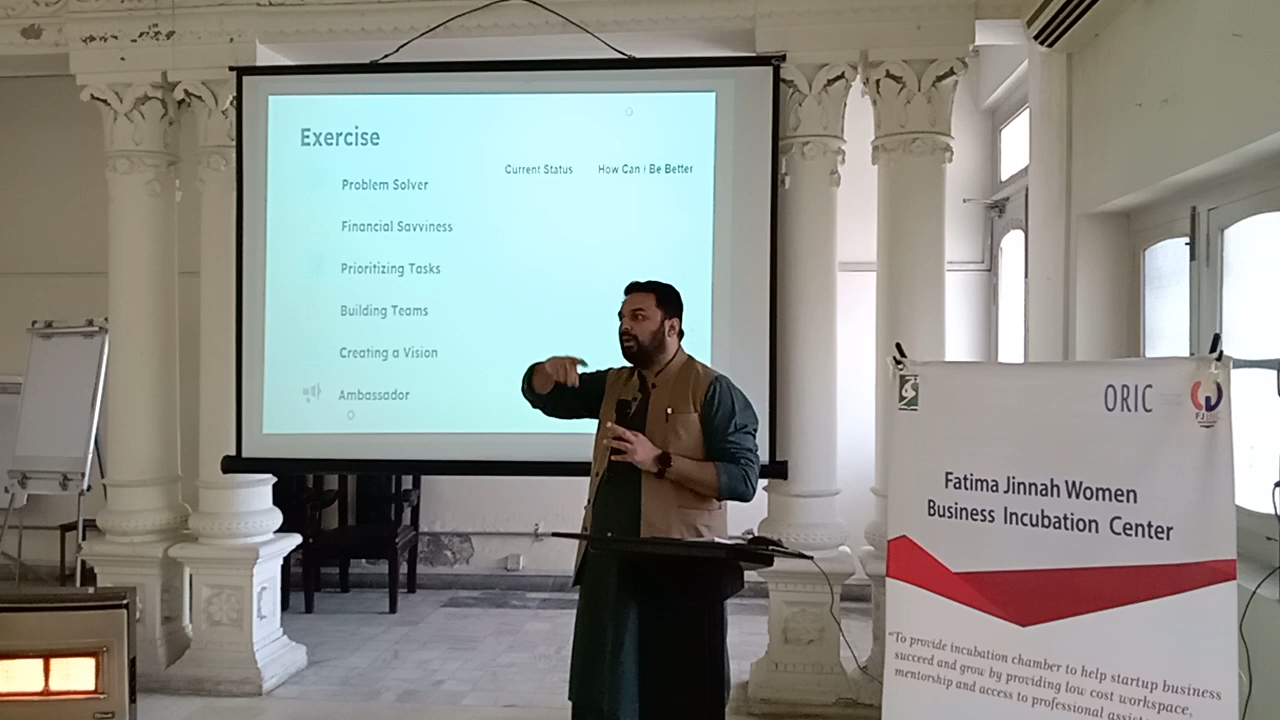 Exercise
Current Status How Can I Be Better
Problem Solver
Financial Savviness
Prioritizing Tasks
Building Teams
Creating a Vision
Ambassador
ORIC
Fatima Jinnah Women
Business Incubation Center
"To provide incubation chamber to help startup business
succeed and grow by providing low cost workspace,
mentorship and access to professional